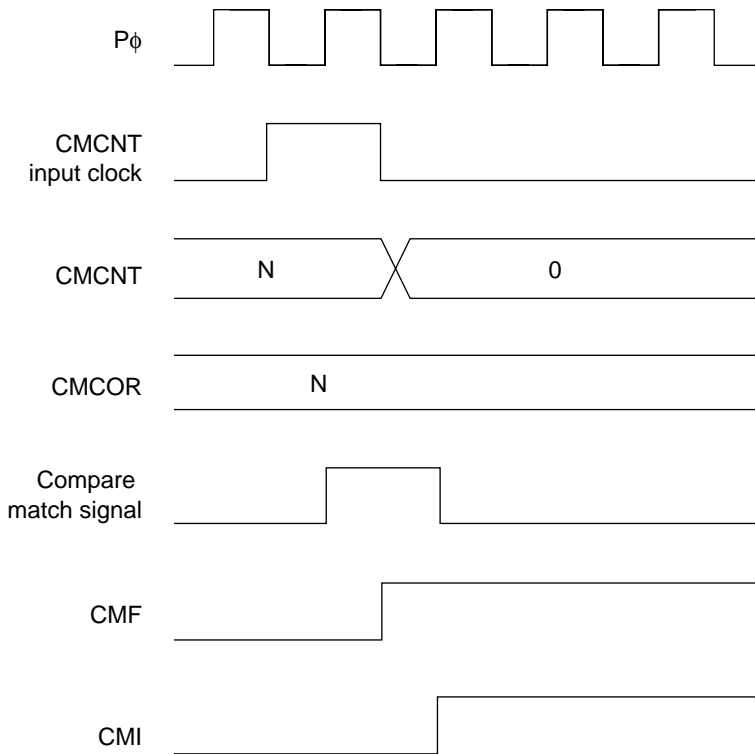 Pϕ
CMCNT
input clock
CMCNT
N
0
CMCOR
N
Compare
match signal
CMF
CMI